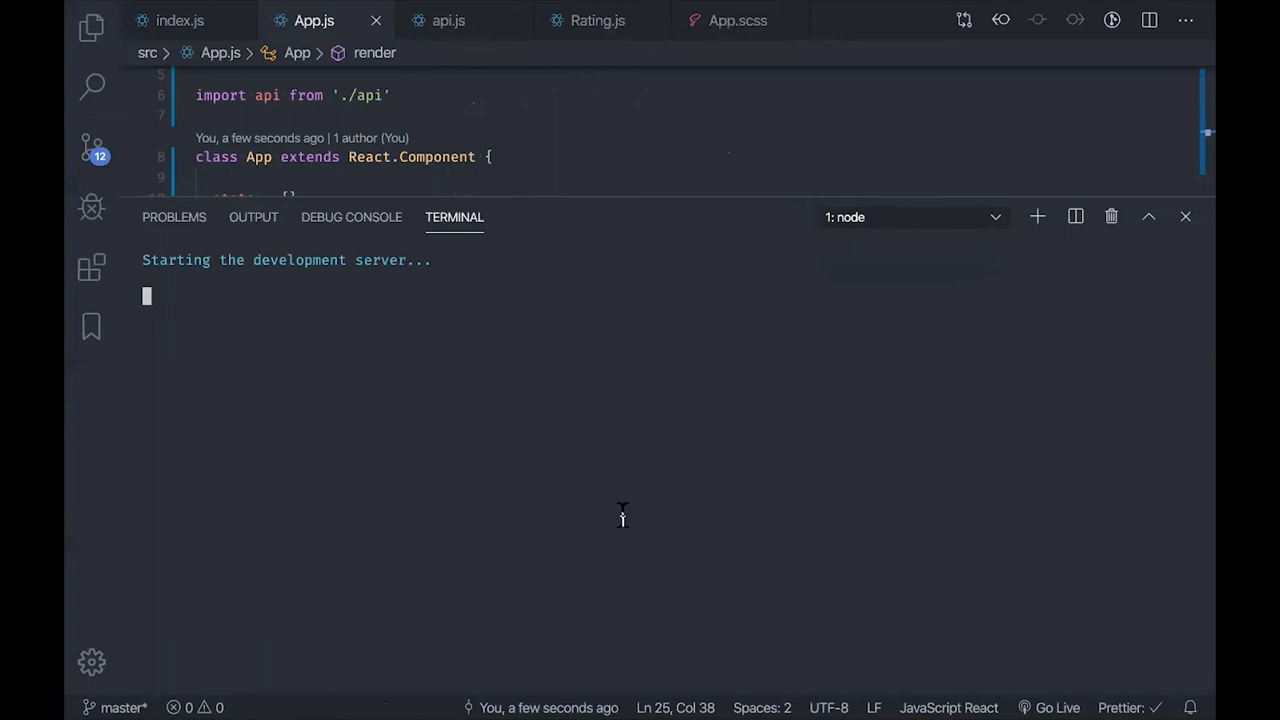 index.js App.js api.js Rating.js App.scss
src App.js App render
5
6 import api from './api'
7
You, a few seconds ago | 1 author (You)
8 class App extends React.Component {
9
PROBLEMS OUTPUT DEBUG CONSOLE TERMINAL 1: node
Starting the development server...
12
master* 0 0 You, a few seconds ago Ln 25, Col 38 Spaces: 2 UTF-8 LF JavaScript React Go Live Prettier: ✓